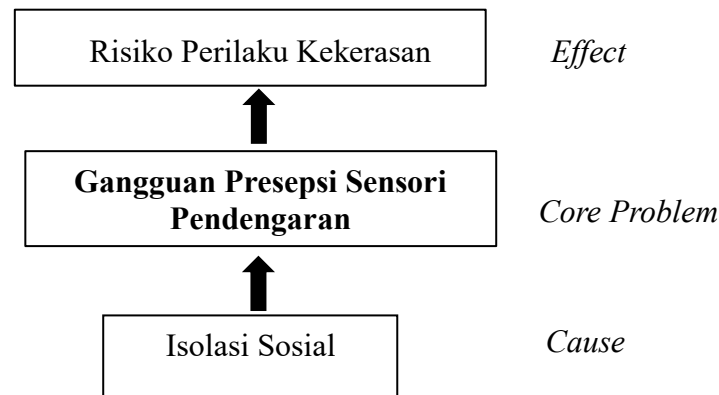 Risiko Perilaku Kekerasan
Effect
Gangguan Presepsi Sensori
Pendengaran
Core Problem
Isolasi Sosial
Cause